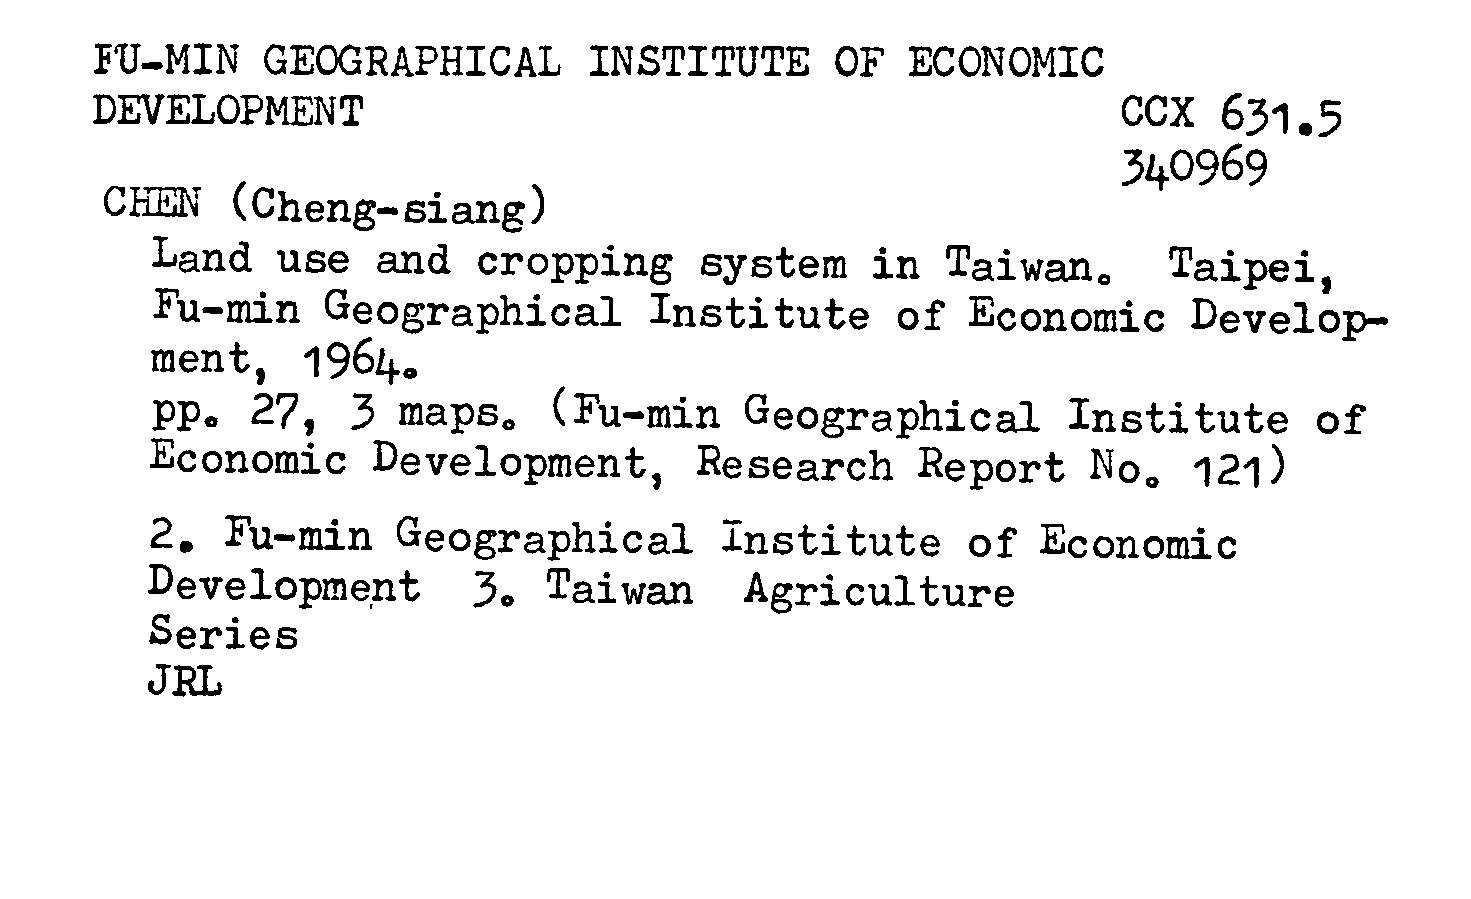 FU-MIN GEOGRAPHICAL INSTITUTE OF ECONOMIC
DEVELOPMENT
CCX 631.5
340969
CHEN (Cheng-siang)
Land use and cropping system in Taiwan. Taipei,
Fu-min Geographical Institute of Economic Develop-
ment, 1964.
pp. 27, 3 maps. (Fu-min Geographical Institute of
Economic Development, Research Report No. 121)
2. Fu-min Geographical Institute of Economic
Development 3. Taiwan Agriculture
Series
JRL